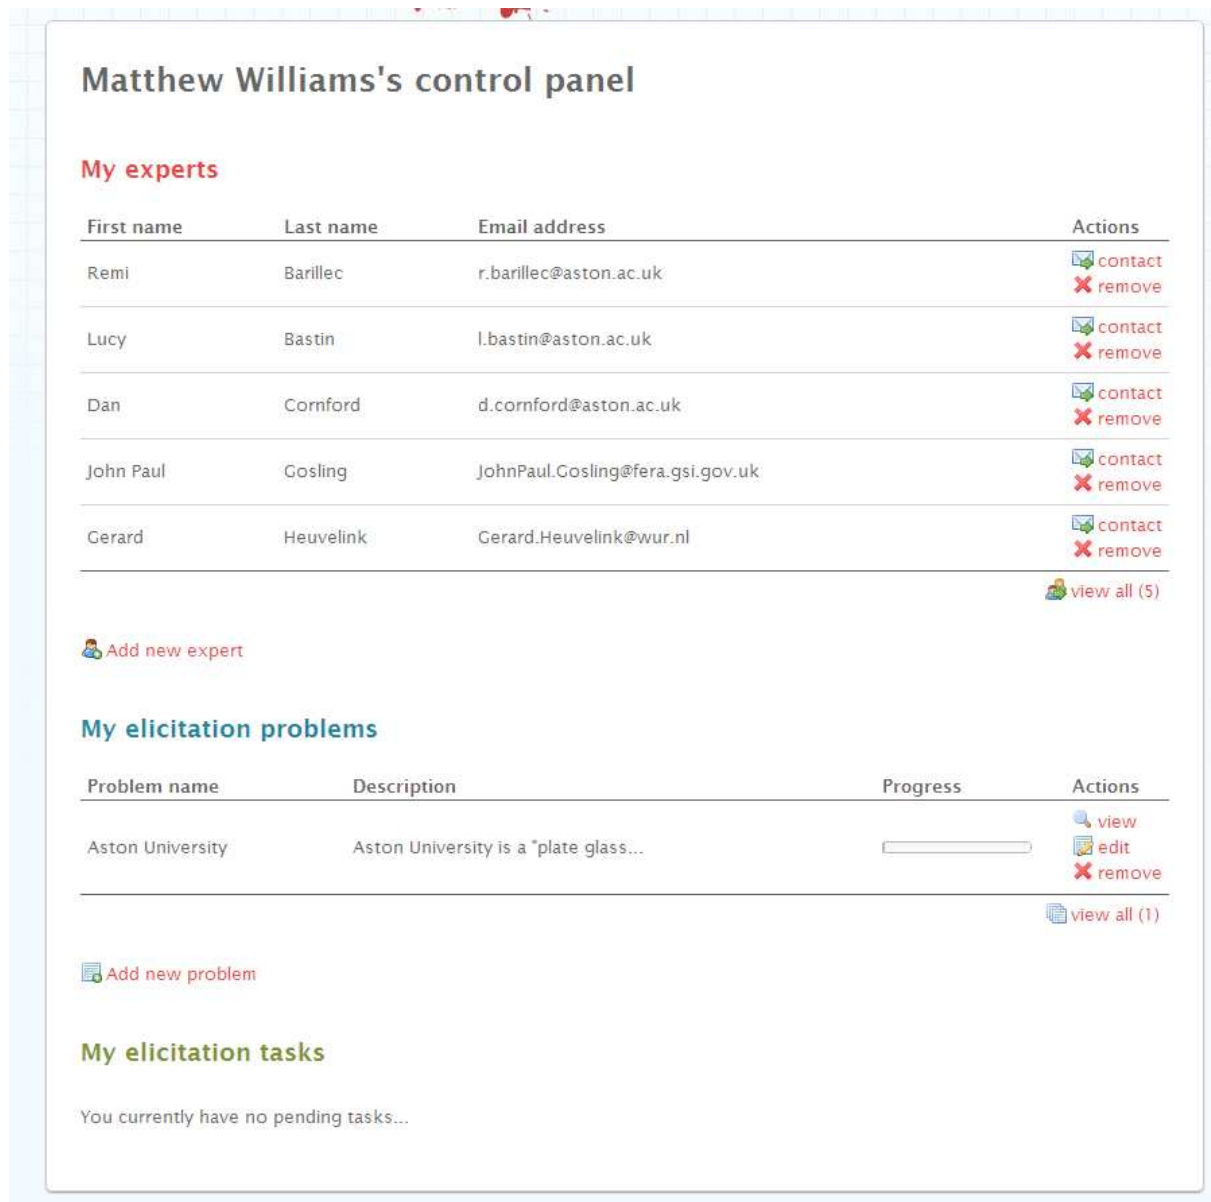 Matthew Williams's control panel
My experts
First name Last name Email address Actions
Remi Barillec r.barillec@aston.ac.uk contact
remove
Lucy Bastin l.bastin@aston.ac.uk contact
remove
Dan Cornford d.cornford@aston.ac.uk contact
remove
John Paul Gosling JohnPaul.Gosling@fera.gsi.gov.uk contact
remove
Gerard Heuvelink Gerard.Heuvelink@wur.nl contact
remove
view all (5)
Add new expert
My elicitation problems
Problem name Description Progress Actions
view
Aston University Aston University is a "plate glass... edit
remove
view all (1)
Add new problem
My elicitation tasks
You currently have no pending tasks...